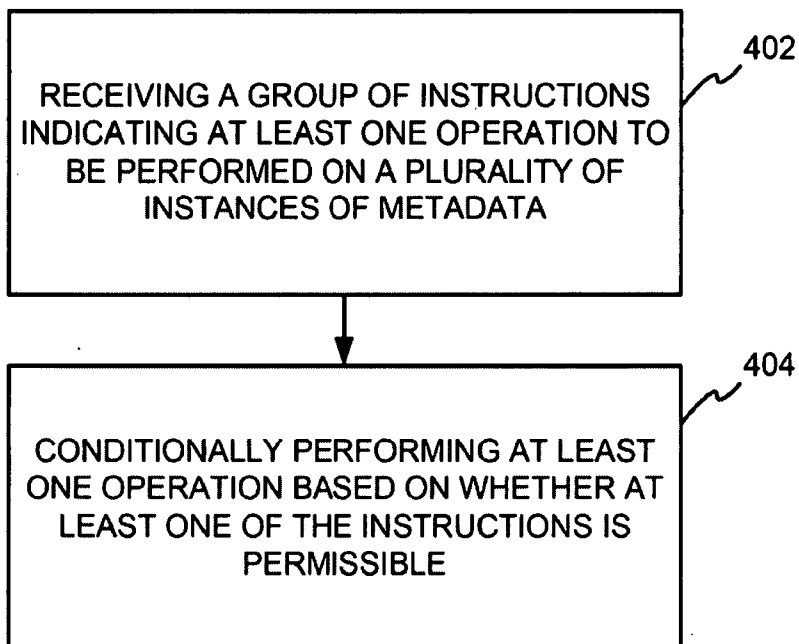 402
RECEIVING A GROUP OF INSTRUCTIONS
INDICATING AT LEAST ONE OPERATION TO
BE PERFORMED ON A PLURALITY OF
INSTANCES OF METADATA
404
CONDITIONALLY PERFORMING AT LEAST
ONE OPERATION BASED ON WHETHER AT
LEAST ONE OF THE INSTRUCTIONS IS
PERMISSIBLE